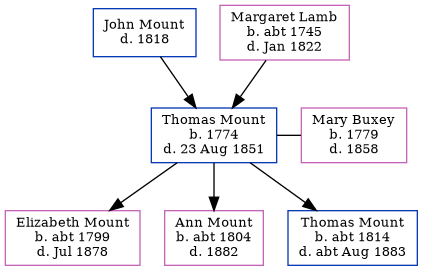 John Mount
d. 1818
Margaret Lamb
b. abt 1745
d. Jan 1822
Thomas Mount
b. 1774
d. 23 Aug 1851
Mary Buxey
b. 1779
d. 1858
Elizabeth Mount
b. abt 1799
d. Jul 1878
Ann Mount
b. abt 1804
d. 1882
Thomas Mount
b. abt 1814
d. abt Aug 1883